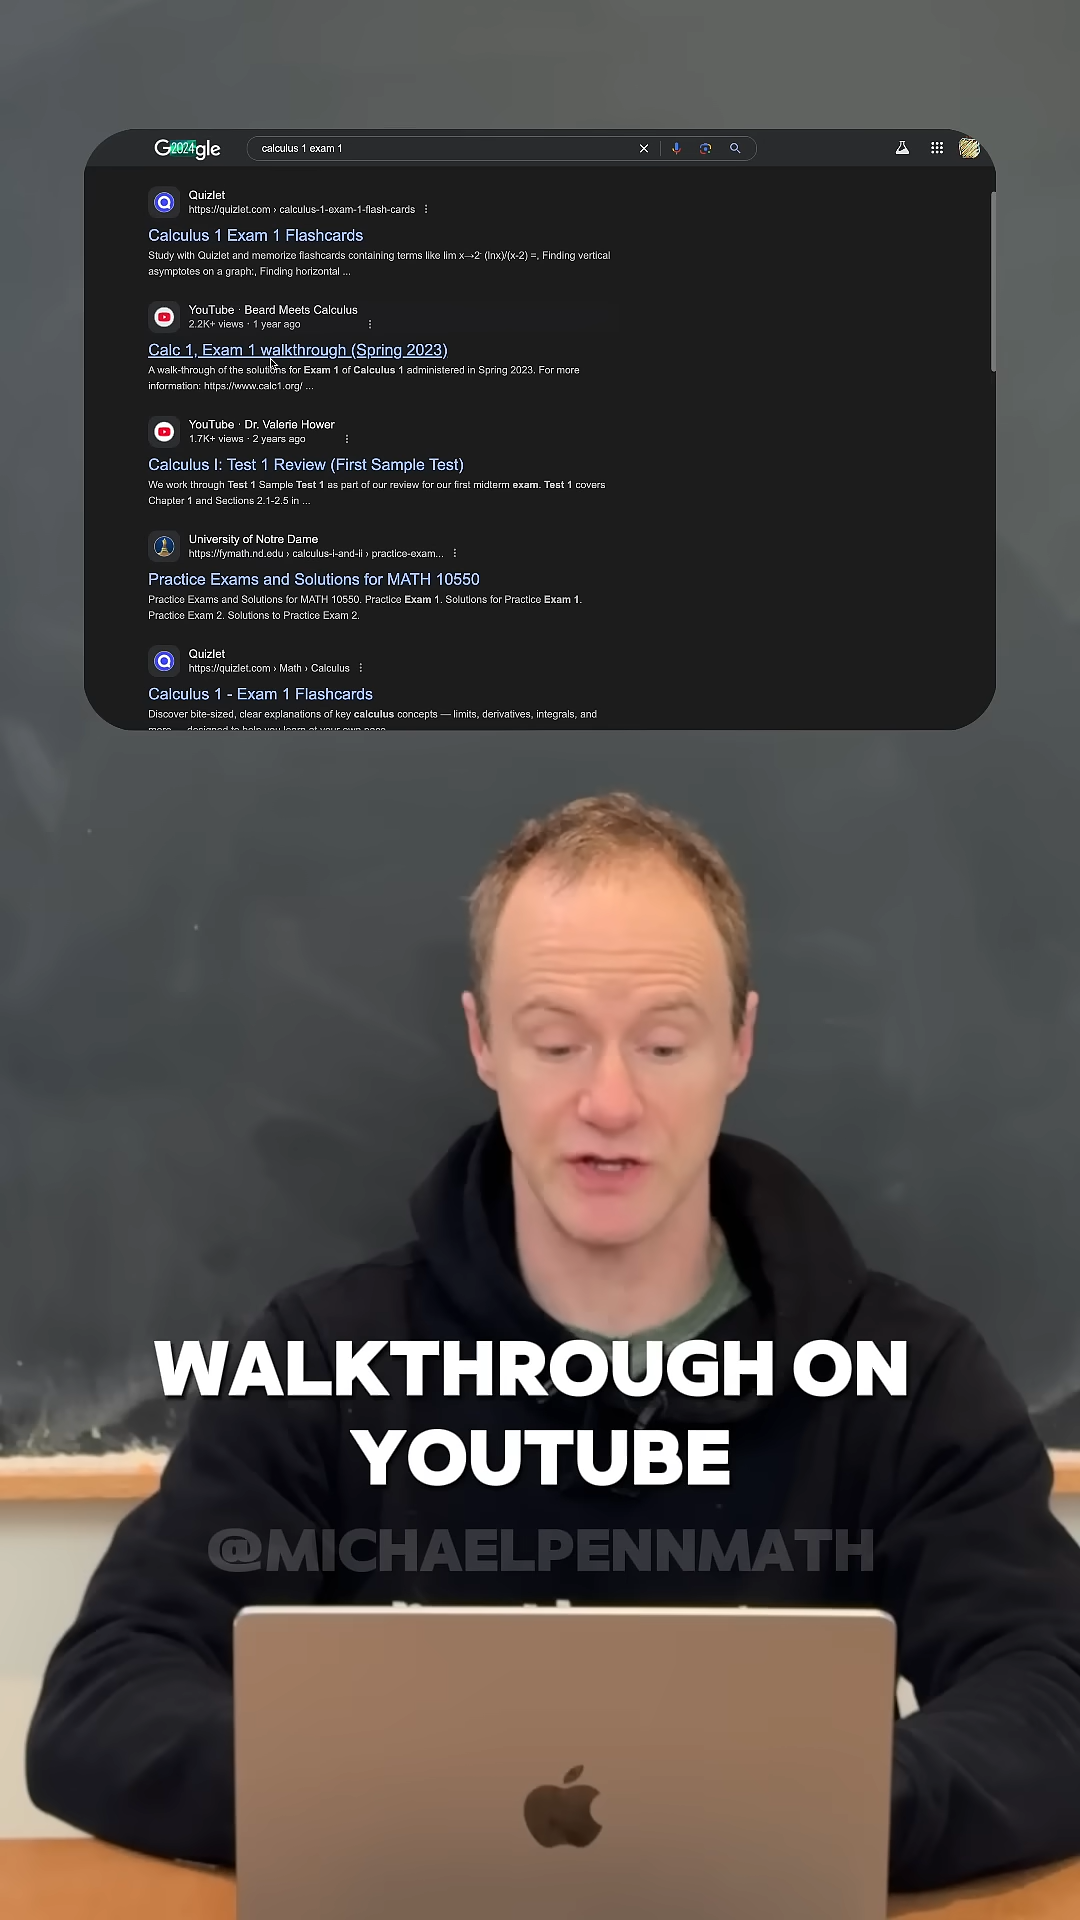 G2024gle
calculus 1 exam 1
Quizlet
https://quizlet.com › calculus-1-exam-1-flash-cards
Calculus 1 Exam 1 Flashcards
Study with Quizlet and memorize flashcards containing terms like lim x→2⁻ (lnx)/(x-2) =, Finding vertical
asymptotes on a graph:, Finding horizontal ...
YouTube · Beard Meets Calculus
2.2K+ views · 1 year ago
Calc 1, Exam 1 walkthrough (Spring 2023)
A walk-through of the solutions for Exam 1 of Calculus 1 administered in Spring 2023. For more
information: https://www.calc1.org/ ...
YouTube · Dr. Valerie Hower
1.7K+ views · 2 years ago
Calculus I: Test 1 Review (First Sample Test)
We work through Test 1 Sample Test 1 as part of our review for our first midterm exam. Test 1 covers
Chapter 1 and Sections 2.1-2.5 in ...
University of Notre Dame
https://fymath.nd.edu › calculus-i-and-ii › practice-exam...
Practice Exams and Solutions for MATH 10550
Practice Exams and Solutions for MATH 10550. Practice Exam 1. Solutions for Practice Exam 1.
Practice Exam 2. Solutions to Practice Exam 2.
Quizlet
https://quizlet.com › Math › Calculus
Calculus 1 - Exam 1 Flashcards
Discover bite-sized, clear explanations of key calculus concepts — limits, derivatives, integrals, and
more — designed to help you learn at your own pace.
WALKTHROUGH ON
YOUTUBE
@MICHAELPENNMATH